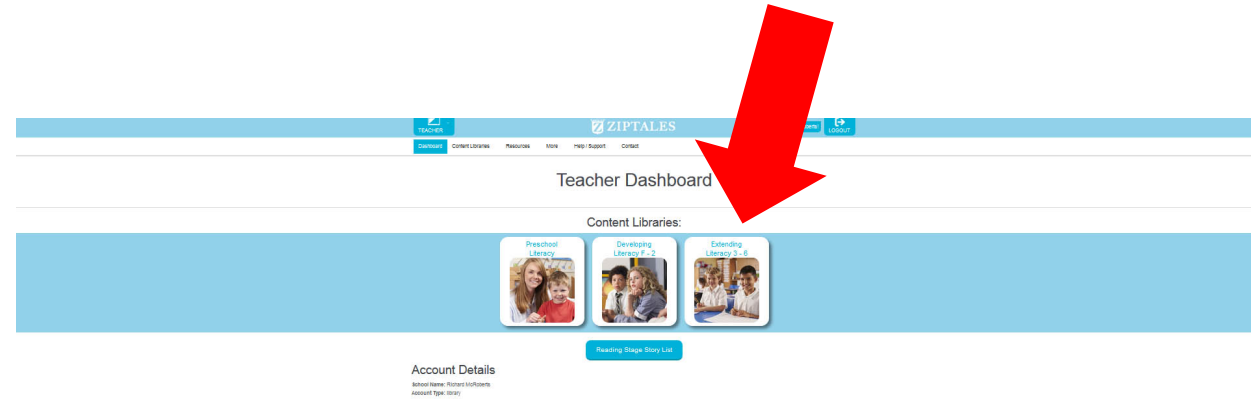 TEACHER
ZIPTALES
LOGOUT
Dashboard Content Libraries Resources More Help / Support Contact
Teacher Dashboard
Content Libraries:
Preschool
Literacy
Developing
Literacy F - 2
Extending
Literacy 3 - 6
Reading Stage Story List
Account Details
School Name: Richard McRoberts
Account Type: library